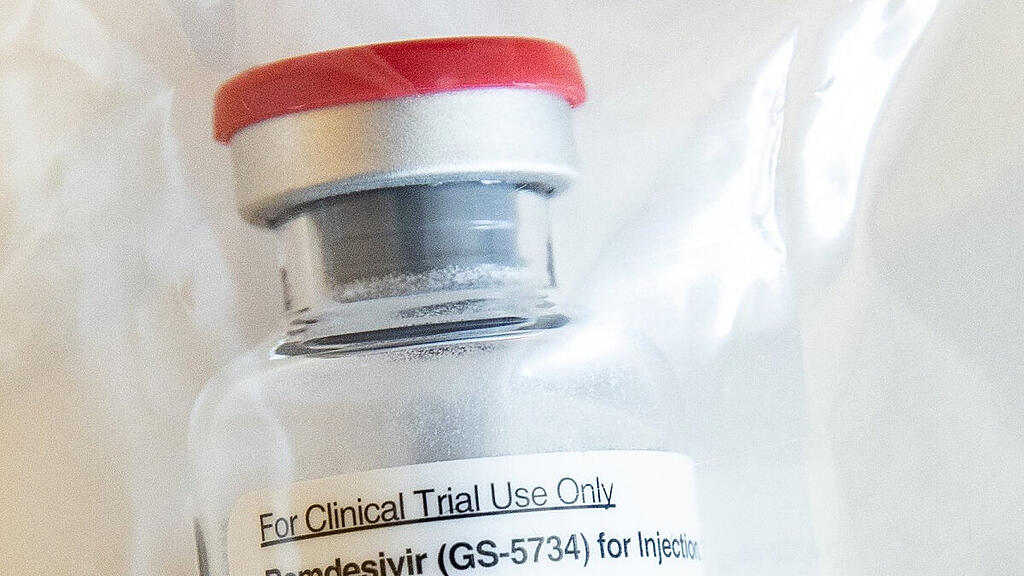 For Clinical Trial Use Only
Remdesivir (GS-5734) for Injection